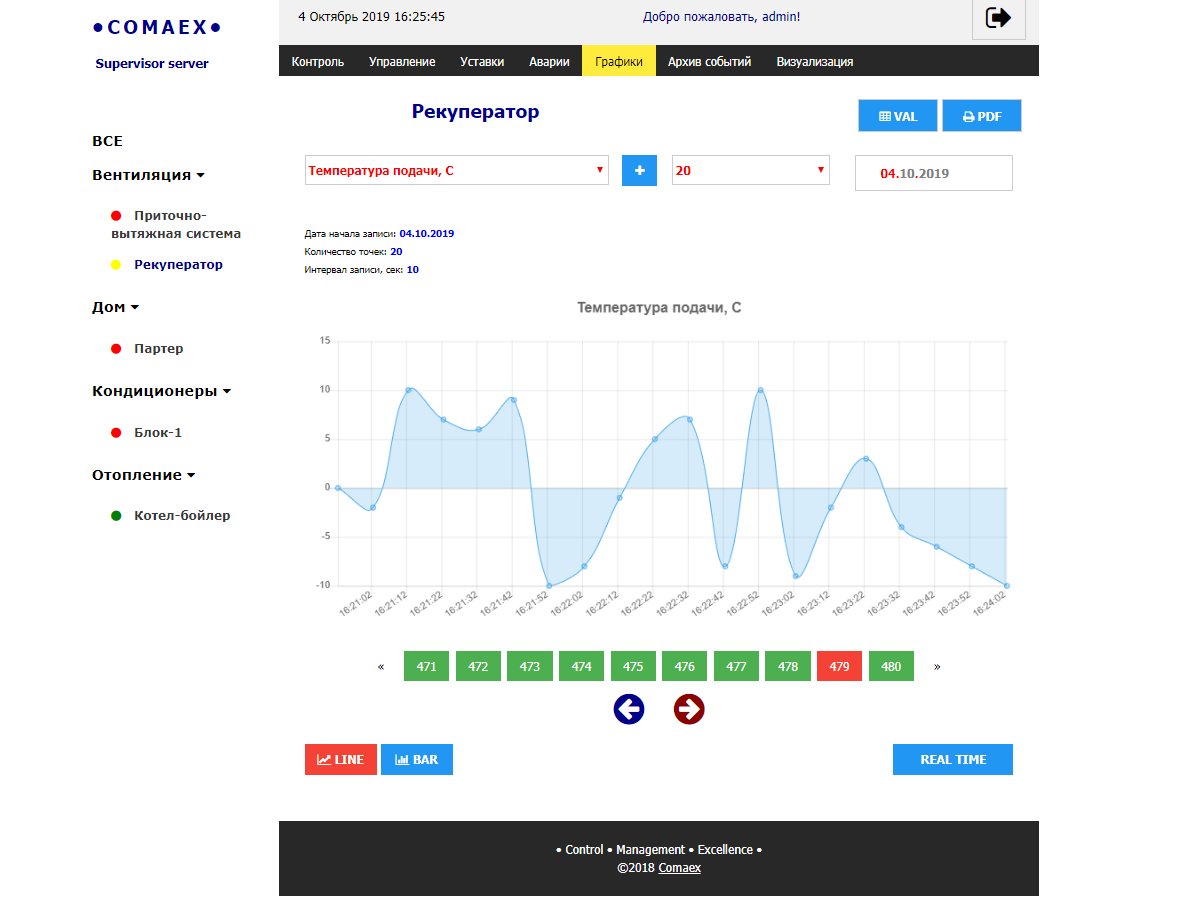 •COMAEX•
Supervisor server
4 Октябрь 2019 16:25:45
Добро пожаловать, admin!
Контроль Управление Уставки Аварии Графики Архив событий Визуализация
ВСЕ
Вентиляция
Приточно-
вытяжная система
Рекуператор
Дом
Партер
Кондиционеры
Блок-1
Отопление
Котел-бойлер
Рекуператор
VAL PDF
Температура подачи, C
+
20
04.10.2019
Дата начала записи: 04.10.2019
Количество точек: 20
Интервал записи, сек: 10
Температура подачи, C
15
10
5
0
-5
-10
16:21:02 16:21:12 16:21:22 16:21:32 16:21:42 16:21:52 16:22:02 16:22:12 16:22:22 16:22:32 16:22:42 16:22:52 16:23:02 16:23:12 16:23:22 16:23:32 16:23:42 16:23:52 16:24:02
« 471 472 473 474 475 476 477 478 479 480 »
LINE BAR REAL TIME
• Control • Management • Excellence •
©2018 Comaex